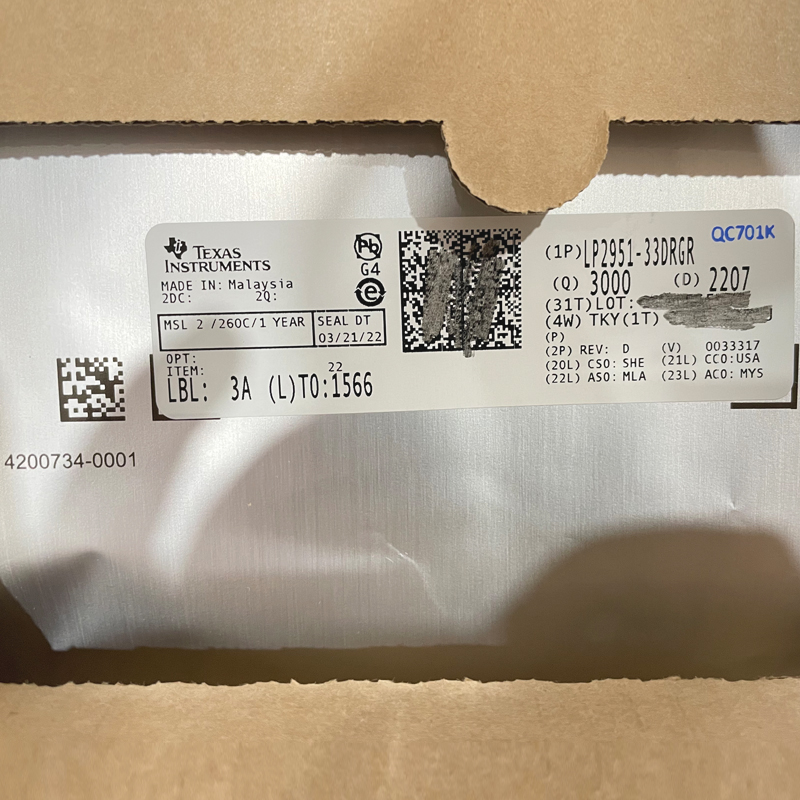 TEXAS
INSTRUMENTS
MADE IN: Malaysia
2DC: 2Q:
MSL 2 /260C/1 YEAR
SEAL DT
03/21/22
OPT:
ITEM: 22
LBL: 3A (L)TO:1566
Pb
G4
e
QC701K
(1P)LP2951-33DRGR
(Q) 3000 (D) 2207
(31T)LOT:
(4W) TKY(1T)
(P)
(2P) REV: D (V) 0033317
(20L) CSO: SHE (21L) CCO:USA
(22L) ASO: MLA (23L) ACO: MYS
4200734-0001